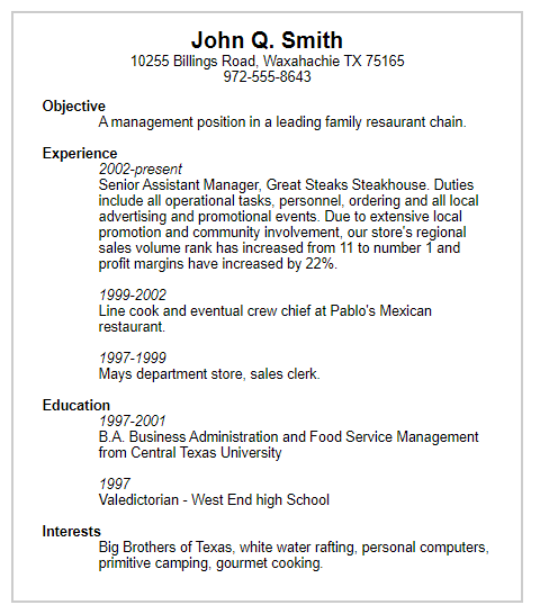 John Q. Smith
10255 Billings Road, Waxahachie TX 75165
972-555-8643
Objective
A management position in a leading family resaurant chain.
Experience
2002-present
Senior Assistant Manager, Great Steaks Steakhouse. Duties
include all operational tasks, personnel, ordering and all local
advertising and promotional events. Due to extensive local
promotion and community involvement, our store's regional
sales volume rank has increased from 11 to number 1 and
profit margins have increased by 22%.
1999-2002
Line cook and eventual crew chief at Pablo's Mexican
restaurant.
1997-1999
Mays department store, sales clerk.
Education
1997-2001
B.A. Business Administration and Food Service Management
from Central Texas University
1997
Valedictorian - West End high School
Interests
Big Brothers of Texas, white water rafting, personal computers,
primitive camping, gourmet cooking.